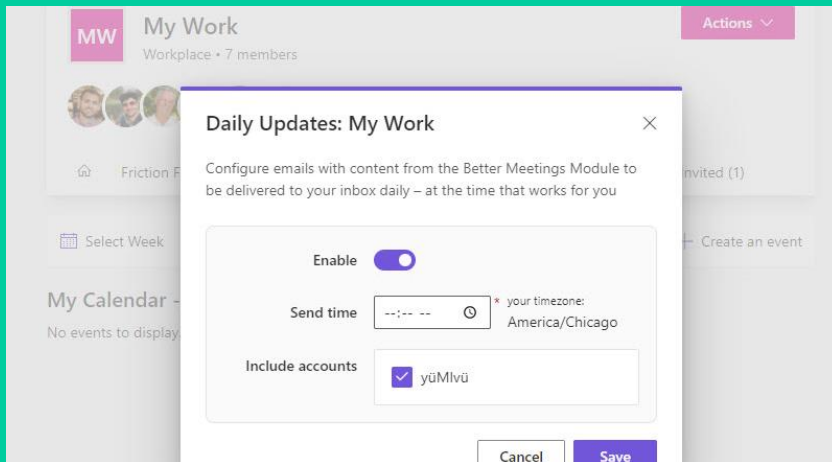 MW
My Work
Workplace • 7 members
Actions
Daily Updates: My Work
Configure emails with content from the Better Meetings Module to
be delivered to your inbox daily – at the time that works for you
Friction F
nvited (1)
Select Week
Create an event
Enable
Send time
--:-- --
* your timezone:
America/Chicago
My Calendar -
No events to display.
Include accounts
yüMIvü
Cancel
Save